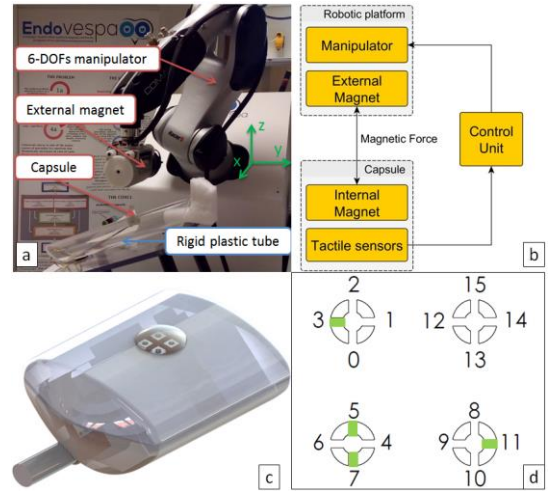 Endovespa
6-DOFs manipulator
External magnet
Capsule
z
x
y
Rigid plastic tube
a
Robotic platform
Manipulator
External
Magnet
Magnetic Force
Control
Unit
Capsule
Internal
Magnet
Tactile sensors
b
c
2
15
3
1
12
14
0
13
5
8
6
4
9
11
7
10
d